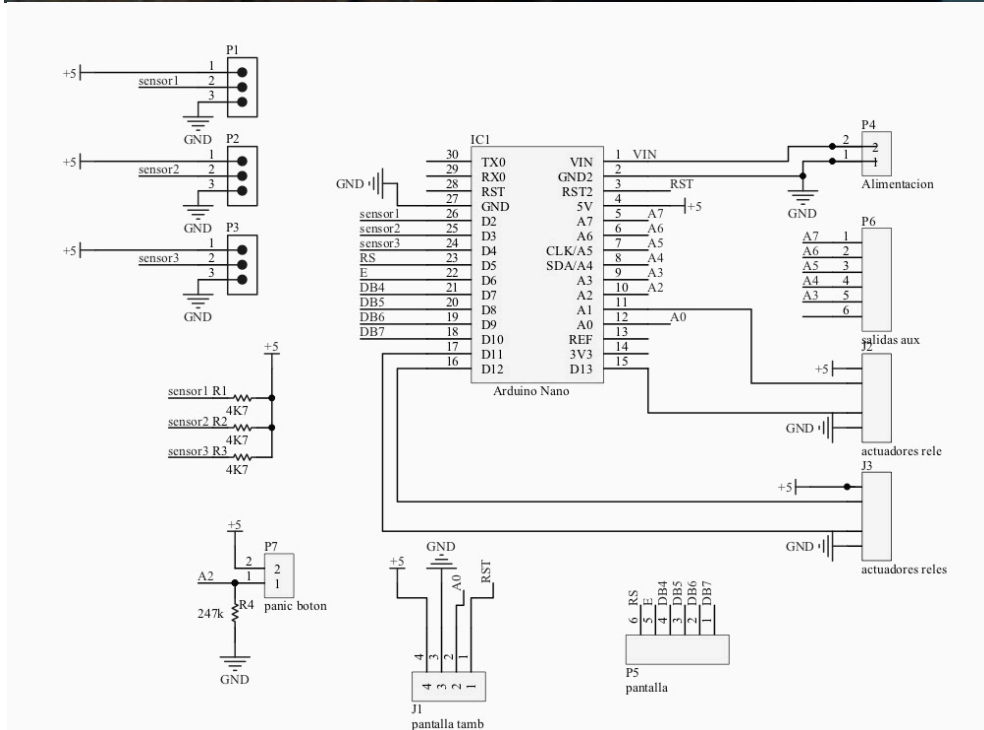 P1
+5
1
sensor1
2
3
GND
P2
+5
1
sensor2
2
3
GND
P3
+5
1
sensor3
2
3
GND
+5
sensor1 R1
4K7
sensor2 R2
4K7
sensor3 R3
4K7
+5
P7
2 2
A2 1 1
panic boton
247k R4
GND
IC1
30 TX0
29 RX0
28 RST
GND 27 GND
sensor1 26 D2
sensor2 25 D3
sensor3 24 D4
RS 23 D5
E 22 D6
DB4 21 D7
DB5 20 D8
DB6 19 D9
DB7 18 D10
17 D11
16 D12
VIN 1 VIN
GND2 2
RST2 3 RST
5V 4 +5
A7 5 A7
A6 6 A6
CLK/A5 7 A5
SDA/A4 8 A4
A3 9 A3
A2 10 A2
A1 11
A0 12 A0
REF 13
3V3 14
D13 15
Arduino Nano
P4
2 2
1 1
Alimentacion
GND
P6
A7 1
A6 2
A5 3
A4 4
A3 5
6
salidas aux
J2
+5
GND
actuadores rele
J3
+5
GND
actuadores reles
+5
GND
A0
RST
4 3 2 1
4 3 2 1
J1
pantalla tamb
RS E DB4 DB5 DB6 DB7
6 5 4 3 2 1
P5
pantalla